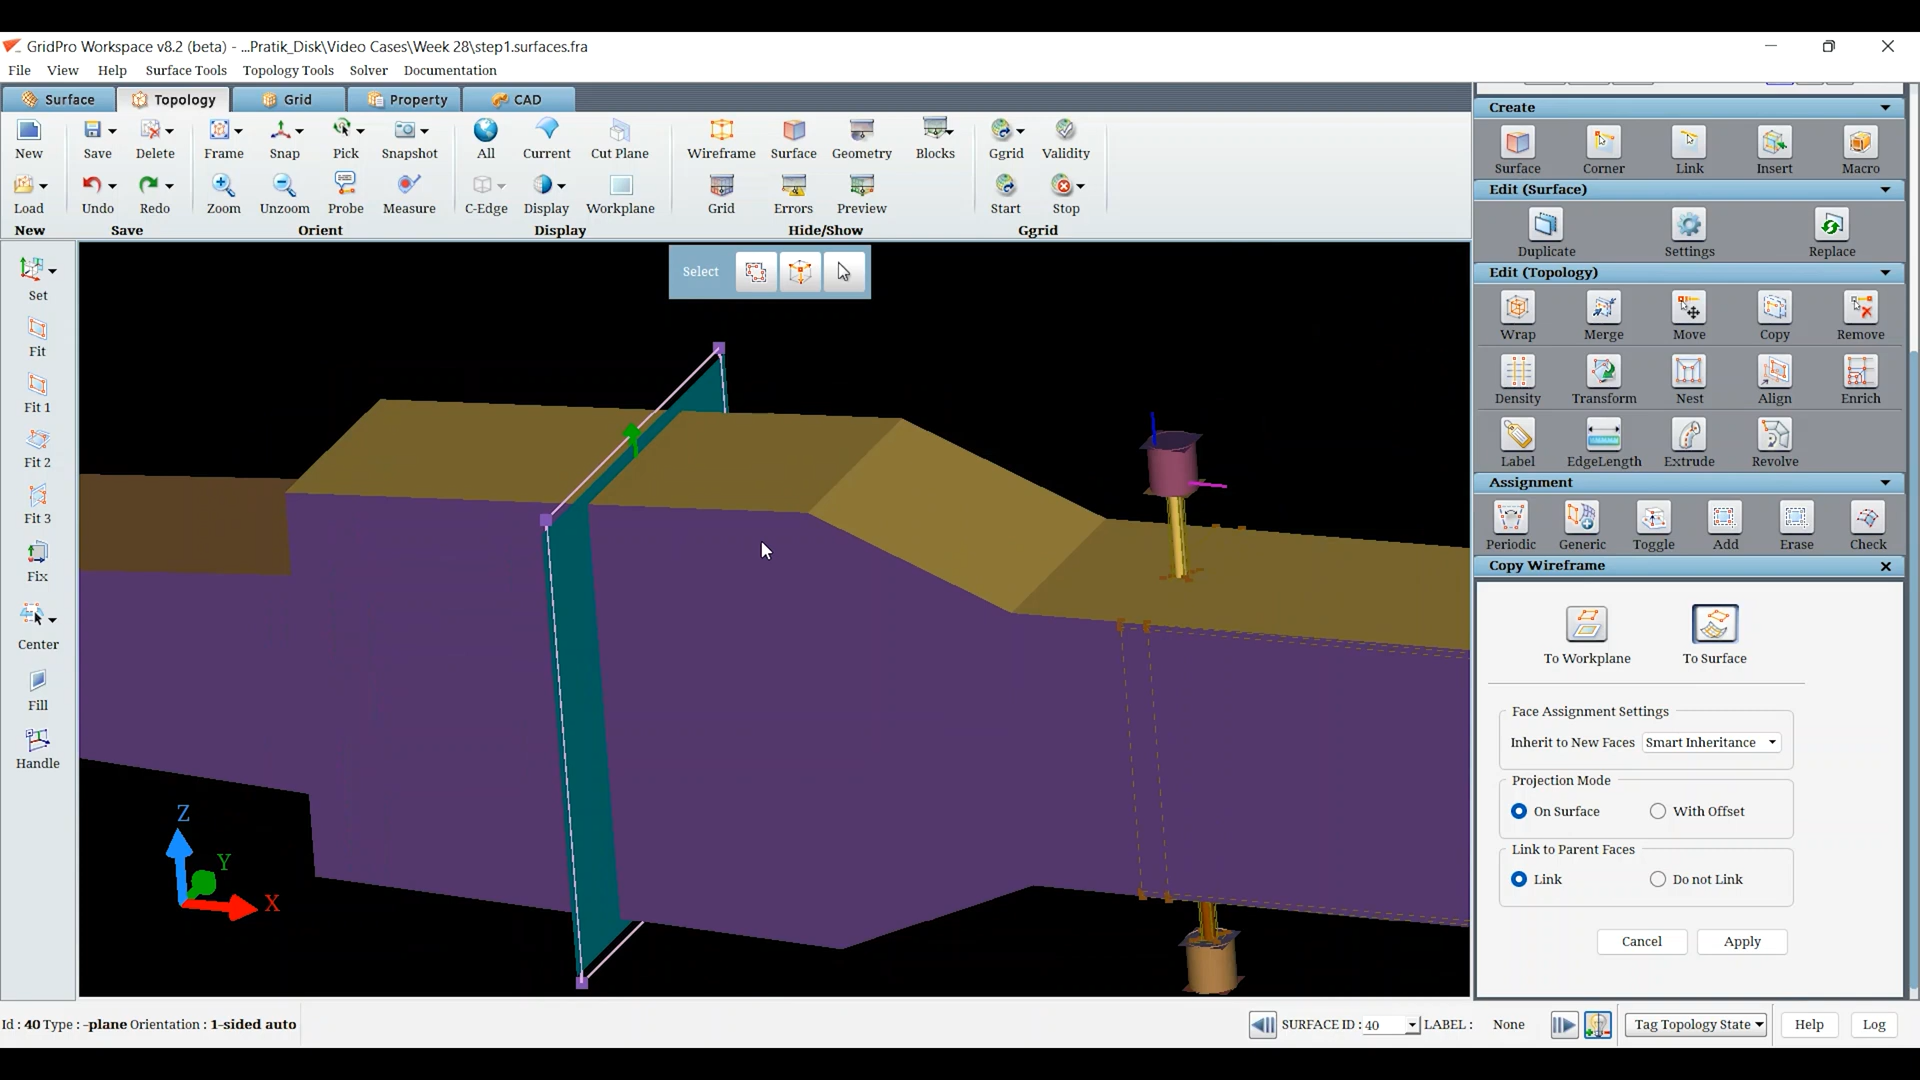 GridPro Workspace v8.2 (beta) - ...Pratik_Disk\Video Cases\Week 28\step1.surfaces.fra
File View Help Surface Tools Topology Tools Solver Documentation
Surface Topology Grid Property CAD
New Save Delete Frame Snap Pick Snapshot All Current Cut Plane Wireframe Surface Geometry Blocks Ggrid Validity
Load Undo Redo Zoom Unzoom Probe Measure C-Edge Display Workplane Grid Errors Preview Start Stop
New Save Orient Display Hide/Show Ggrid
Select
Set
Fit
Fit 1
Fit 2
Fit 3
Fix
Center
Fill
Handle
Z
Y
X
Create
Surface Corner Link Insert Macro
Edit (Surface)
Duplicate Settings Replace
Edit (Topology)
Wrap Merge Move Copy Remove
Density Transform Nest Align Enrich
Label EdgeLength Extrude Revolve
Assignment
Periodic Generic Toggle Add Erase Check
Copy Wireframe
To Workplane To Surface
Face Assignment Settings
Inherit to New Faces Smart Inheritance
Projection Mode
On Surface With Offset
Link to Parent Faces
Link Do not Link
Cancel Apply
Id : 40 Type : -plane Orientation : 1-sided auto
SURFACE ID : 40 LABEL : None Tag Topology State Help Log